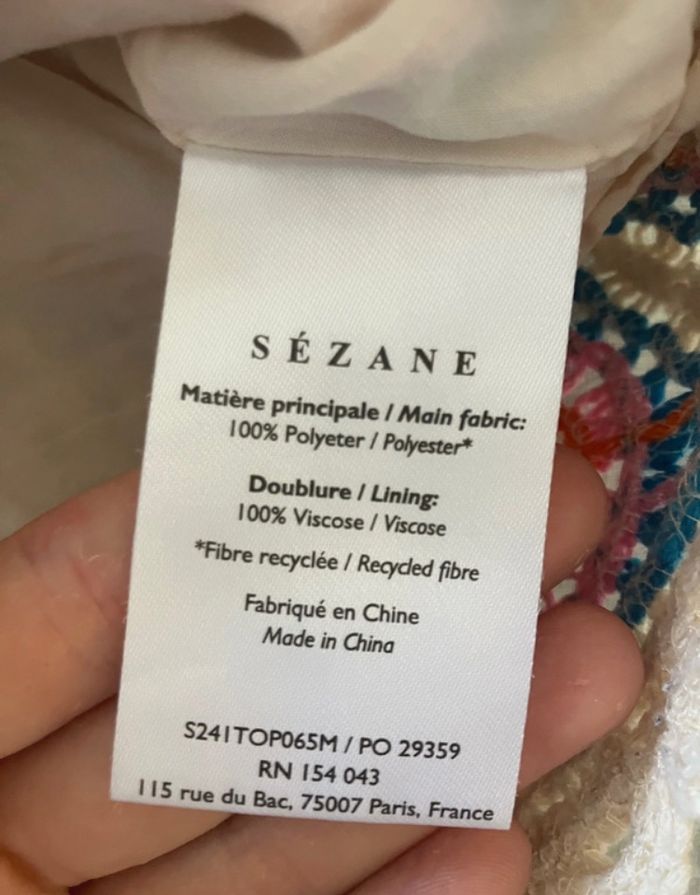 SÉZANE
Matière principale / Main fabric:
100% Polyeter / Polyester*
Doublure / Lining:
100% Viscose / Viscose
*Fibre recyclée / Recycled fibre
Fabriqué en Chine
Made in China
S241TOP065M / PO 29359
RN 154 043
115 rue du Bac, 75007 Paris, France